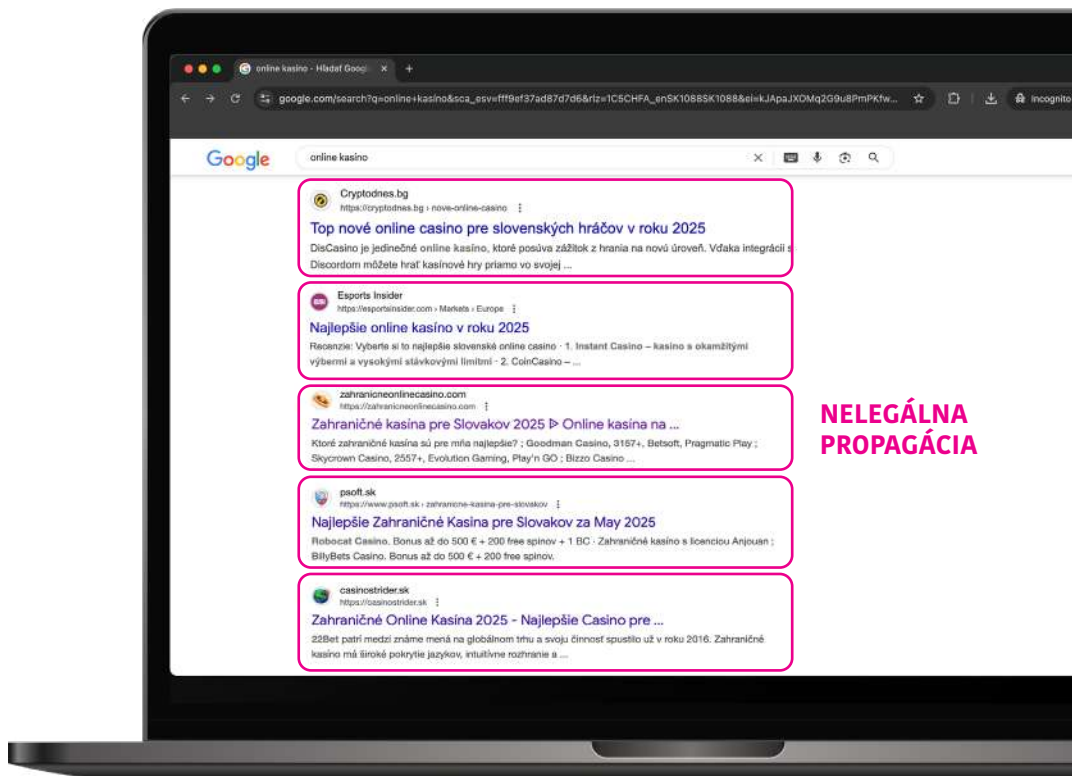 online kasíno - Hľadať Googl
google.com/search?q=online+kasíno&sca_esv=fff9ef37ad87d7d6&rlz=1C5CHFA_enSK1088SK1088&ei=kJApaJXOMq2G9u8PmPKfw...
Incognito
Google
online kasíno
Cryptodnes.bg
https://cryptodnes.bg › nove-online-casino
Top nové online casino pre slovenských hráčov v roku 2025
DisCasino je jedinečné online kasíno, ktoré posúva zážitok z hrania na novú úroveň. Vďaka integrácii s
Discordom môžete hrať kasínové hry priamo vo svojej ...
Esports Insider
https://esportsinsider.com › Markets › Europe
Najlepšie online kasíno v roku 2025
Recenzie: Vyberte si to najlepšie slovenské online casino · 1. Instant Casino – kasino s okamžitými
výbermi a vysokými stávkovými limitmi · 2. CoinCasino – ...
zahranicneonlinecasino.com
https://zahranicneonlinecasino.com
Zahraničné kasína pre Slovakov 2025 ᐈ Online kasina na ...
Ktoré zahraničné kasína sú pre mňa najlepšie? ; Goodman Casino, 3167+, Betsoft, Pragmatic Play ;
Skycrown Casino, 2557+, Evolution Gaming, Play'n GO ; Bizzo Casino ...
NELEGÁLNA
PROPAGÁCIA
psoft.sk
https://www.psoft.sk › zahranicne-kasina-pre-slovakov
Najlepšie Zahraničné Kasina pre Slovakov za May 2025
Robocat Casino. Bonus až do 500 € + 200 free spinov + 1 BC · Zahraničné kasíno s licenciou Anjouan ;
BillyBets Casino. Bonus až do 500 € + 200 free spinov.
casinostrider.sk
https://casinostrider.sk
Zahraničné Online Kasína 2025 - Najlepšie Casino pre ...
22Bet patrí medzi známe mená na globálnom trhu a svoju činnosť spustilo už v roku 2016. Zahraničné
kasíno má široké pokrytie jazykov, intuitívne rozhranie a ...